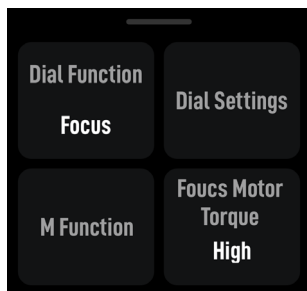 Dial Function
Focus
Dial Settings
M Function
Foucs Motor
Torque
High